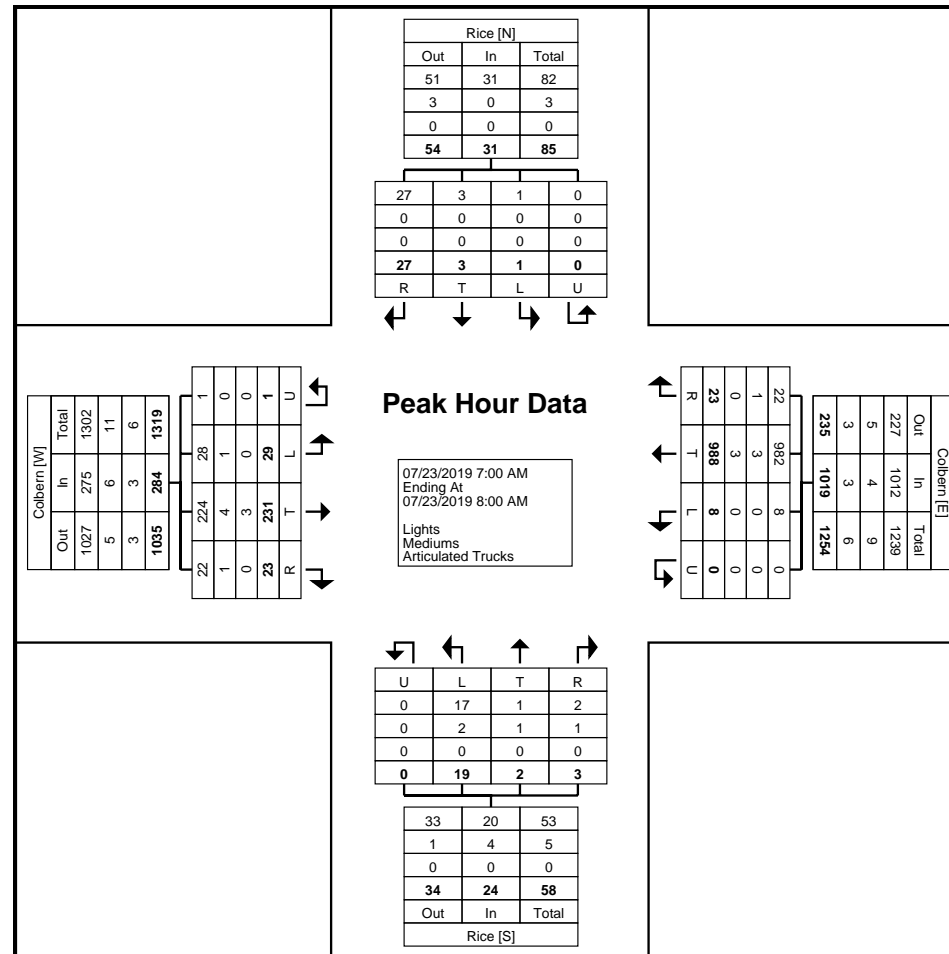 Rice [N]
Out In Total
51 31 82
3 0 3
0 0 0
54 31 85
27 3 1 0
0 0 0 0
0 0 0 0
27 3 1 0
R T L U
Colbern [W]
Total In Out
1302 275 1027
11 6 5
6 3 3
1319 284 1035
1 28 224 22
0 1 4 1
0 0 3 0
1 29 231 23
U L T R
Peak Hour Data
07/23/2019 7:00 AM
Ending At
07/23/2019 8:00 AM
Lights
Mediums
Articulated Trucks
R T L U
23 988 8 0
0 3 0 0
1 3 0 0
22 982 8 0
235 1019 1254
3 3 6
5 4 9
227 1012 1239
Out In Total
Colbern [E]
U L T R
0 17 1 2
0 2 1 1
0 0 0 0
0 19 2 3
33 20 53
1 4 5
0 0 0
34 24 58
Out In Total
Rice [S]